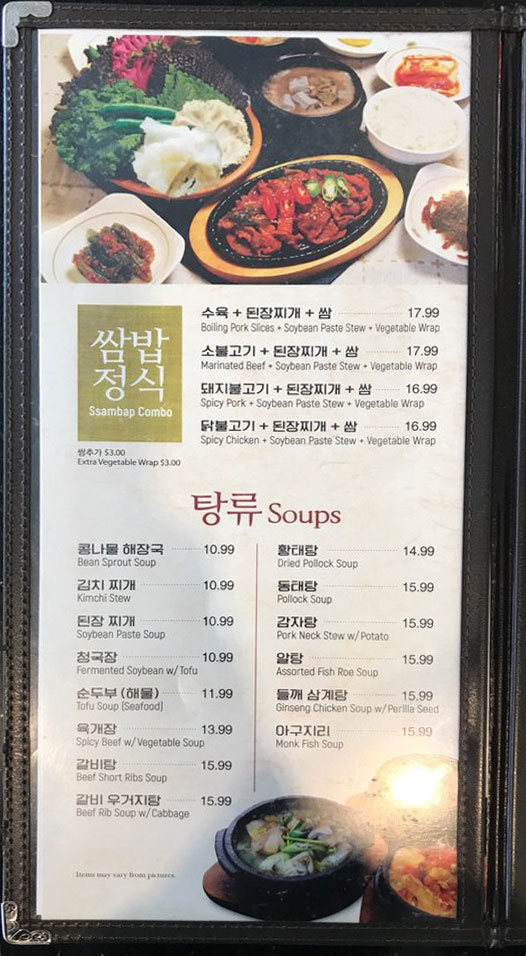 쌈밥
정식
Ssambap Combo
쌈추가 $3.00
Extra Vegetable Wrap $3.00
수육 + 된장찌개 + 쌈 17.99
Boiling Pork Slices + Soybean Paste Stew + Vegetable Wrap
소불고기 + 된장찌개 + 쌈 17.99
Marinated Beef + Soybean Paste Stew + Vegetable Wrap
돼지불고기 + 된장찌개 + 쌈 16.99
Spicy Pork + Soybean Paste Stew + Vegetable Wrap
닭불고기 + 된장찌개 + 쌈 16.99
Spicy Chicken + Soybean Paste Stew + Vegetable Wrap
탕류 Soups
콩나물 해장국 10.99
Bean Sprout Soup
김치 찌개 10.99
Kimchi Stew
된장 찌개 10.99
Soybean Paste Soup
청국장 10.99
Fermented Soybean w/Tofu
순두부 (해물) 11.99
Tofu Soup (Seafood)
육개장 13.99
Spicy Beef w/Vegetable Soup
갈비탕 15.99
Beef Short Ribs Soup
갈비 우거지탕 15.99
Beef Rib Soup w/Cabbage
황태탕 14.99
Dried Pollock Soup
동태탕 15.99
Pollock Soup
감자탕 15.99
Pork Neck Stew w/Potato
알탕 15.99
Assorted Fish Roe Soup
들깨 삼계탕 15.99
Ginseng Chicken Soup w/Perilla Seed
아구지리 15.99
Monk Fish Soup
Items may vary from pictures.